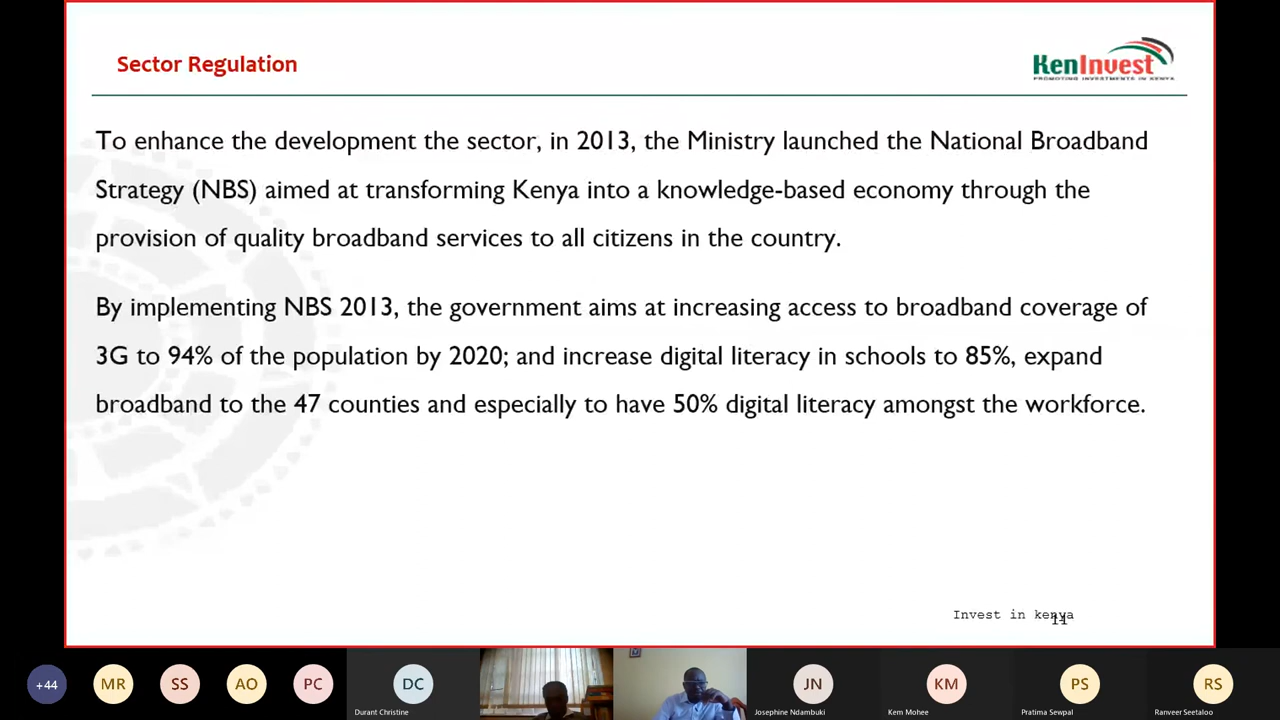 Sector Regulation
KenInvest
PROMOTING INVESTMENTS IN KENYA
To enhance the development the sector, in 2013, the Ministry launched the National Broadband
Strategy (NBS) aimed at transforming Kenya into a knowledge-based economy through the
provision of quality broadband services to all citizens in the country.
By implementing NBS 2013, the government aims at increasing access to broadband coverage of
3G to 94% of the population by 2020; and increase digital literacy in schools to 85%, expand
broadband to the 47 counties and especially to have 50% digital literacy amongst the workforce.
Invest in kenya
11
+44
MR
SS
AO
PC
DC
JN
KM
PS
RS
Durant Christine
Josephine Ndambuki
Kem Mohee
Pratima Sewpal
Ranveer Seetaloo